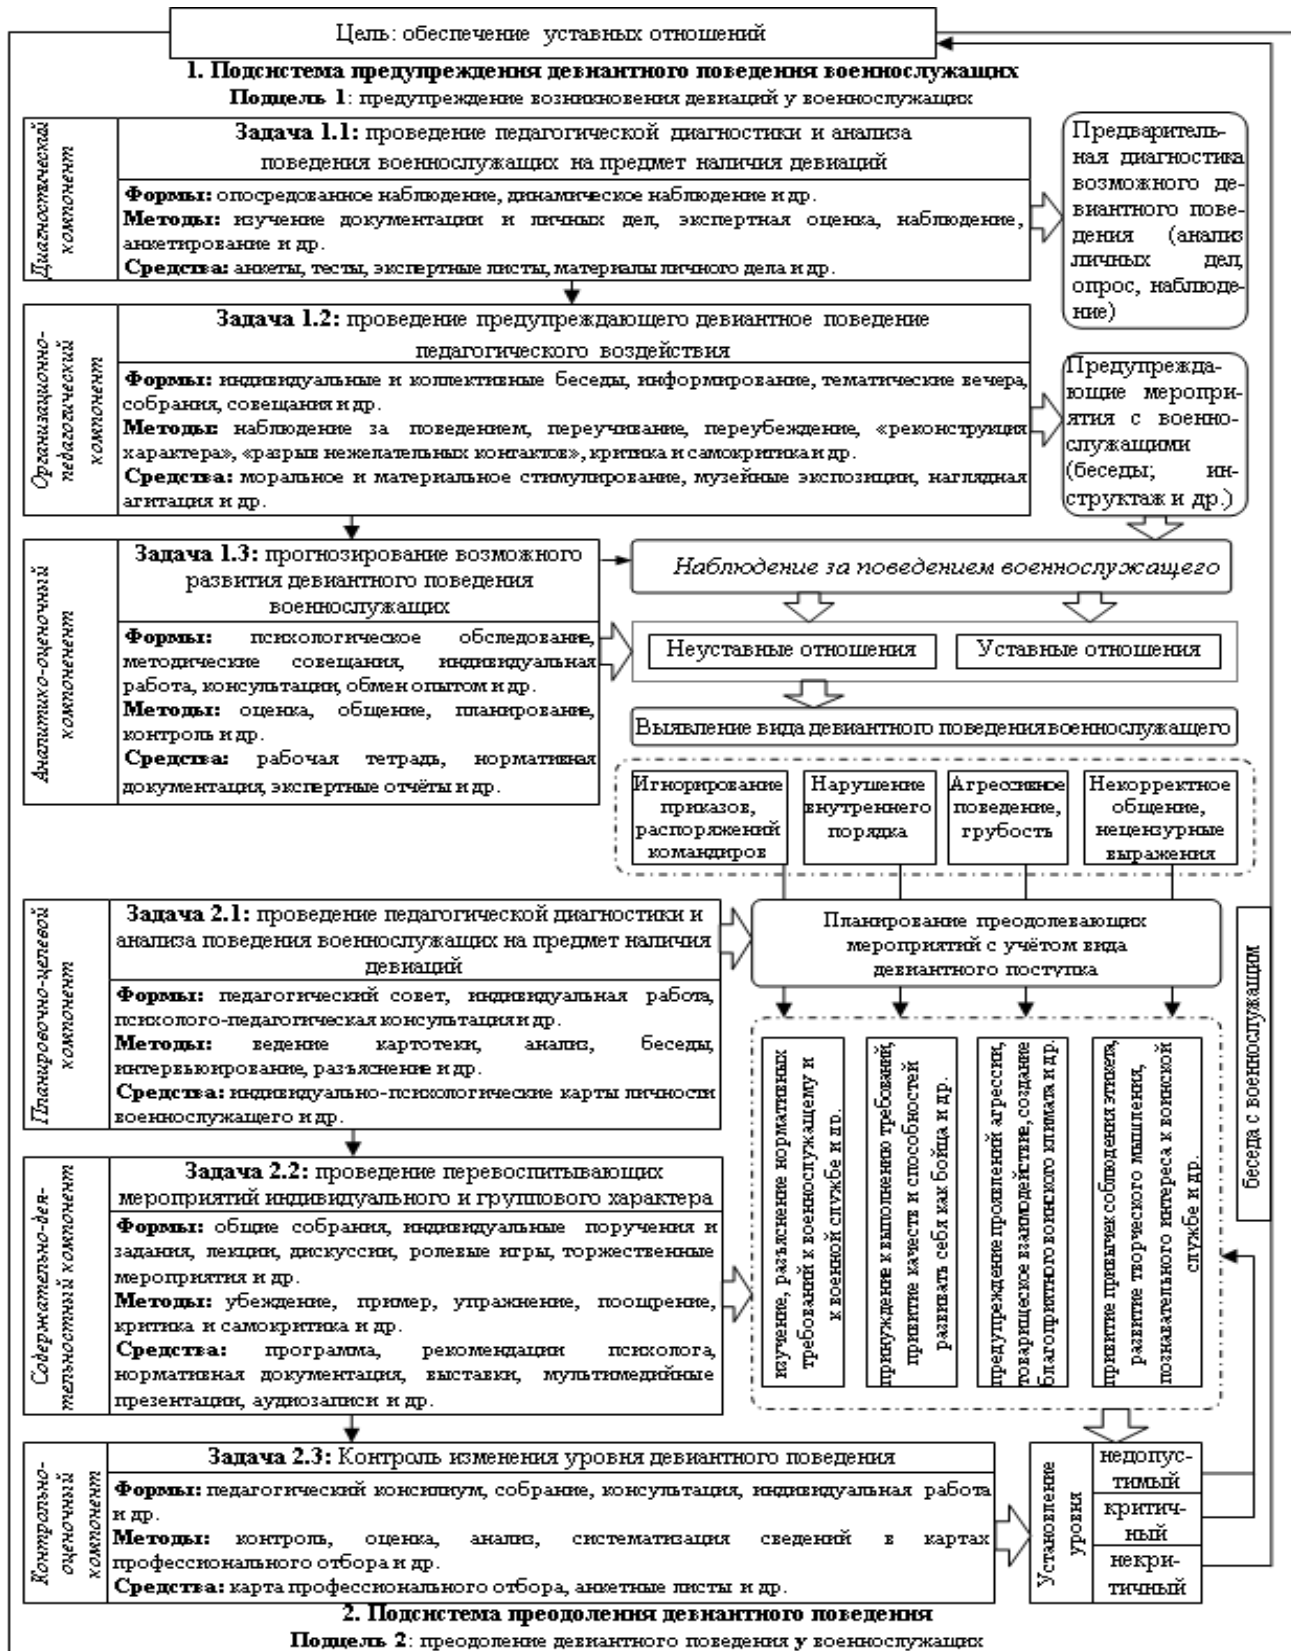 Цель: обеспечение уставных отношений
1. Подсистема предупреждения девиантного поведения военнослужащих
Подцель 1: предупреждение возникновения девиаций у военнослужащих
Диагностический
компонент
Задача 1.1: проведение педагогической диагностики и анализа
поведения военнослужащих на предмет наличия девиаций
Формы: опосредованное наблюдение, динамическое наблюдение и др.
Методы: изучение документации и личных дел, экспертная оценка, наблюдение,
анкетирование и др.
Средства: анкеты, тесты, экспертные листы, материалы личного дела и др.
Предваритель-
ная диагностика
возможного де-
виантного пове-
дения (анализ
личных дел,
опрос, наблюде-
ние)
Организационно-
педагогический
компонент
Задача 1.2: проведение предупреждающего девиантное поведение
педагогического воздействия
Формы: индивидуальные и коллективные беседы, информирование, тематические вечера,
собрания, совещания и др.
Методы: наблюдение за поведением, переучивание, переубеждение, «реконструкция
характера», «разрыв нежелательных контактов», критика и самокритика и др.
Средства: моральное и материальное стимулирование, музейные экспозиции, наглядная
агитация и др.
Предупрежда-
ющие меропри-
ятия с военно-
служащими
(беседы; ин-
структаж и др.)
Аналитико-оценочный
компонент
Задача 1.3: прогнозирование возможного
развития девиантного поведения
военнослужащих
Формы: психологическое обследование,
методические совещания, индивидуальная
работа, консультации, обмен опытом и др.
Методы: оценка, общение, планирование,
контроль и др.
Средства: рабочая тетрадь, нормативная
документация, экспертные отчёты и др.
Наблюдение за поведением военнослужащего
Неуставные отношения
Уставные отношения
Выявление вида девиантного поведения военнослужащего
Игнорирование
приказов,
распоряжений
командиров
Нарушение
внутреннего
порядка
Агрессивное
поведение,
грубость
Некорректное
общение,
нецензурные
выражения
Планировочно-целевой
компонент
Задача 2.1: проведение педагогической диагностики и
анализа поведения военнослужащих на предмет наличия
девиаций
Формы: педагогический совет, индивидуальная работа,
психолого-педагогическая консультация и др.
Методы: ведение картотеки, анализ, беседы,
интервьюирование, разъяснение и др.
Средства: индивидуально-психологические карты личности
военнослужащего и др.
Планирование преодолевающих
мероприятий с учётом вида
девиантного поступка
изучение, разъяснение нормативных
требований к военнослужащему и
к военной службе и др.
принуждение к выполнению требований,
привитие качеств и способностей
развивать себя как бойца и др.
предупреждение проявлений агрессии,
товарищеское взаимодействие, создание
благоприятного воинского климата и др.
привитие привычек соблюдения этикета,
развитие творческого мышления,
познавательного интереса к воинской
службе и др.
беседа с военнослужащим
Содержательно-дея-
тельностный компонент
Задача 2.2: проведение перевоспитывающих
мероприятий индивидуального и группового характера
Формы: общие собрания, индивидуальные поручения и
задания, лекции, дискуссии, ролевые игры, торжественные
мероприятия и др.
Методы: убеждение, пример, упражнение, поощрение,
критика и самокритика и др.
Средства: программа, рекомендации психолога,
нормативная документация, выставки, мультимедийные
презентации, аудиозаписи и др.
Контрольно-
оценочный
компонент
Задача 2.3: Контроль изменения уровня девиантного поведения
Формы: педагогический консилиум, собрание, консультация, индивидуальная работа
и др.
Методы: контроль, оценка, анализ, систематизация сведений в картах
профессионального отбора и др.
Средства: карта профессионального отбора, анкетные листы и др.
Установление
уровня
недопус-
тимый
критич-
ный
некри-
тичный
2. Подсистема преодоления девиантного поведения
Подцель 2: преодоление девиантного поведения у военнослужащих